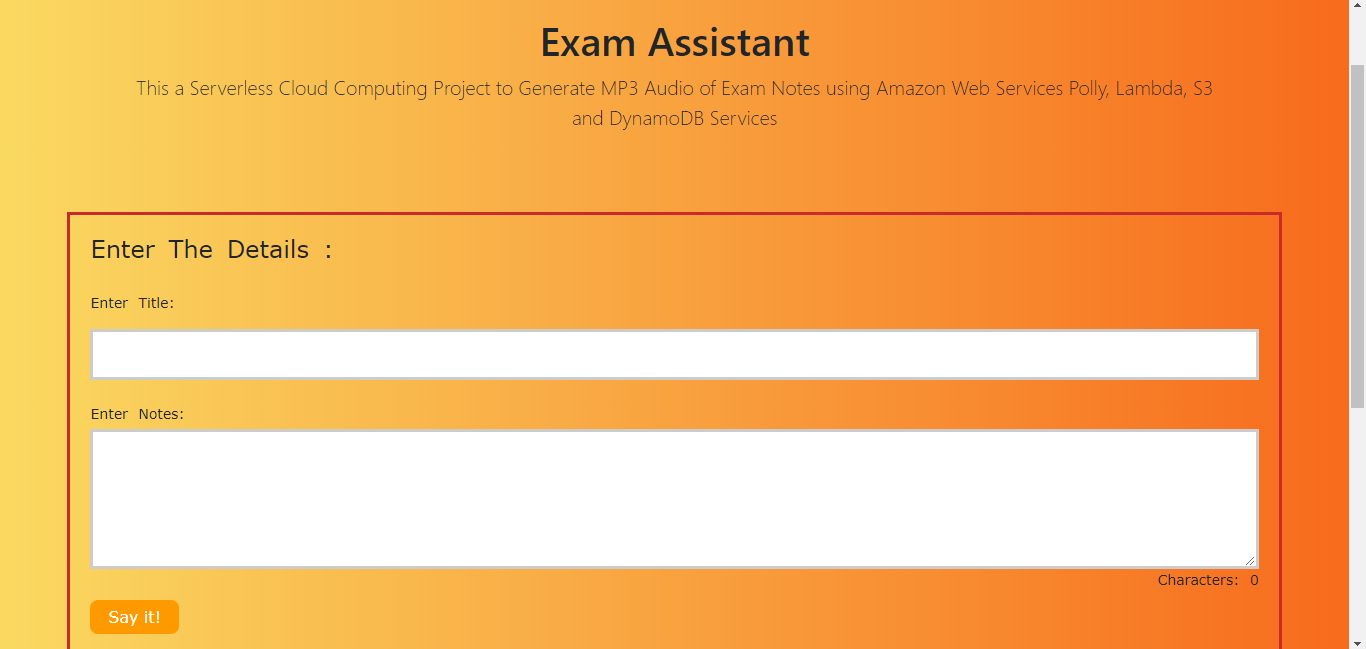 Exam Assistant
This a Serverless Cloud Computing Project to Generate MP3 Audio of Exam Notes using Amazon Web Services Polly, Lambda, S3
and DynamoDB Services
Enter The Details :
Enter Title:
Enter Notes:
Characters: 0
Say it!